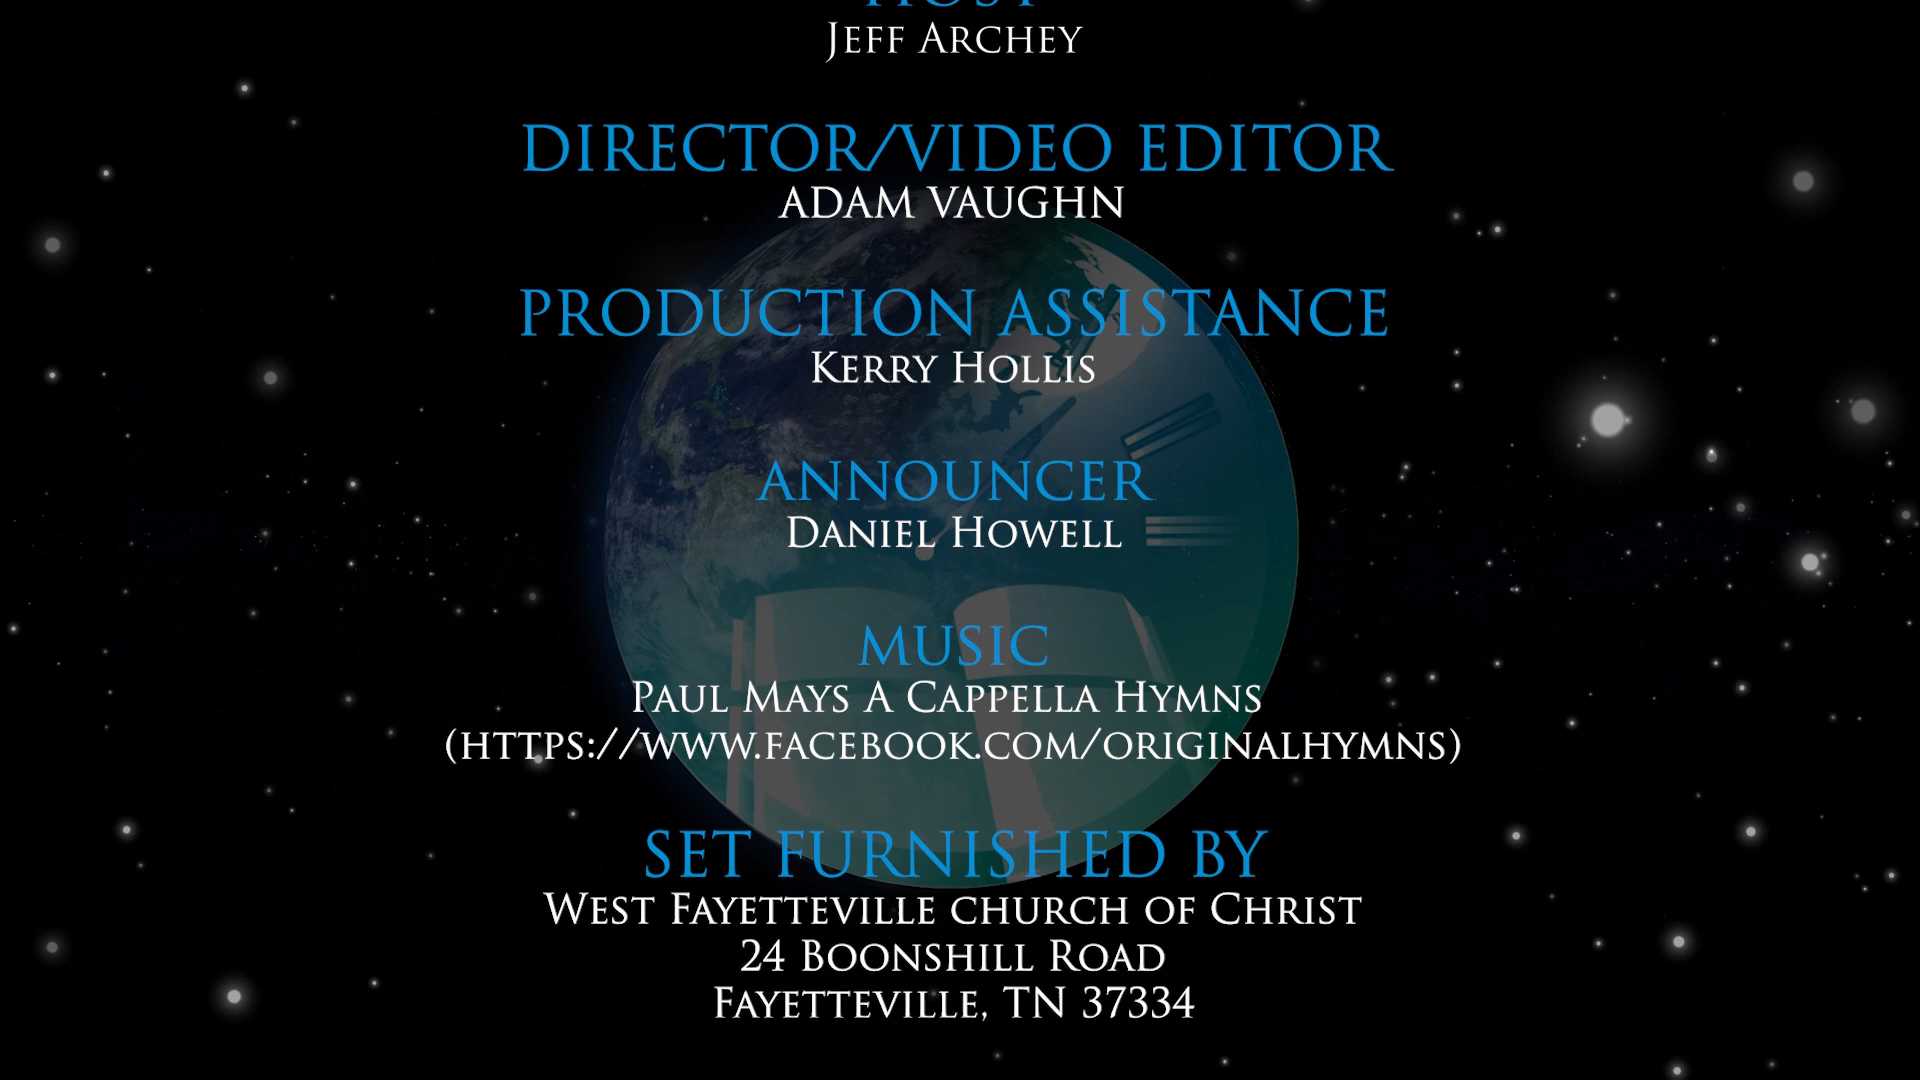 HOST
JEFF ARCHEY
DIRECTOR/VIDEO EDITOR
ADAM VAUGHN
PRODUCTION ASSISTANCE
KERRY HOLLIS
ANNOUNCER
DANIEL HOWELL
MUSIC
PAUL MAYS A CAPPELLA HYMNS
(HTTPS://WWW.FACEBOOK.COM/ORIGINALHYMNS)
SET FURNISHED BY
WEST FAYETTEVILLE CHURCH OF CHRIST
24 BOONSHILL ROAD
FAYETTEVILLE, TN 37334